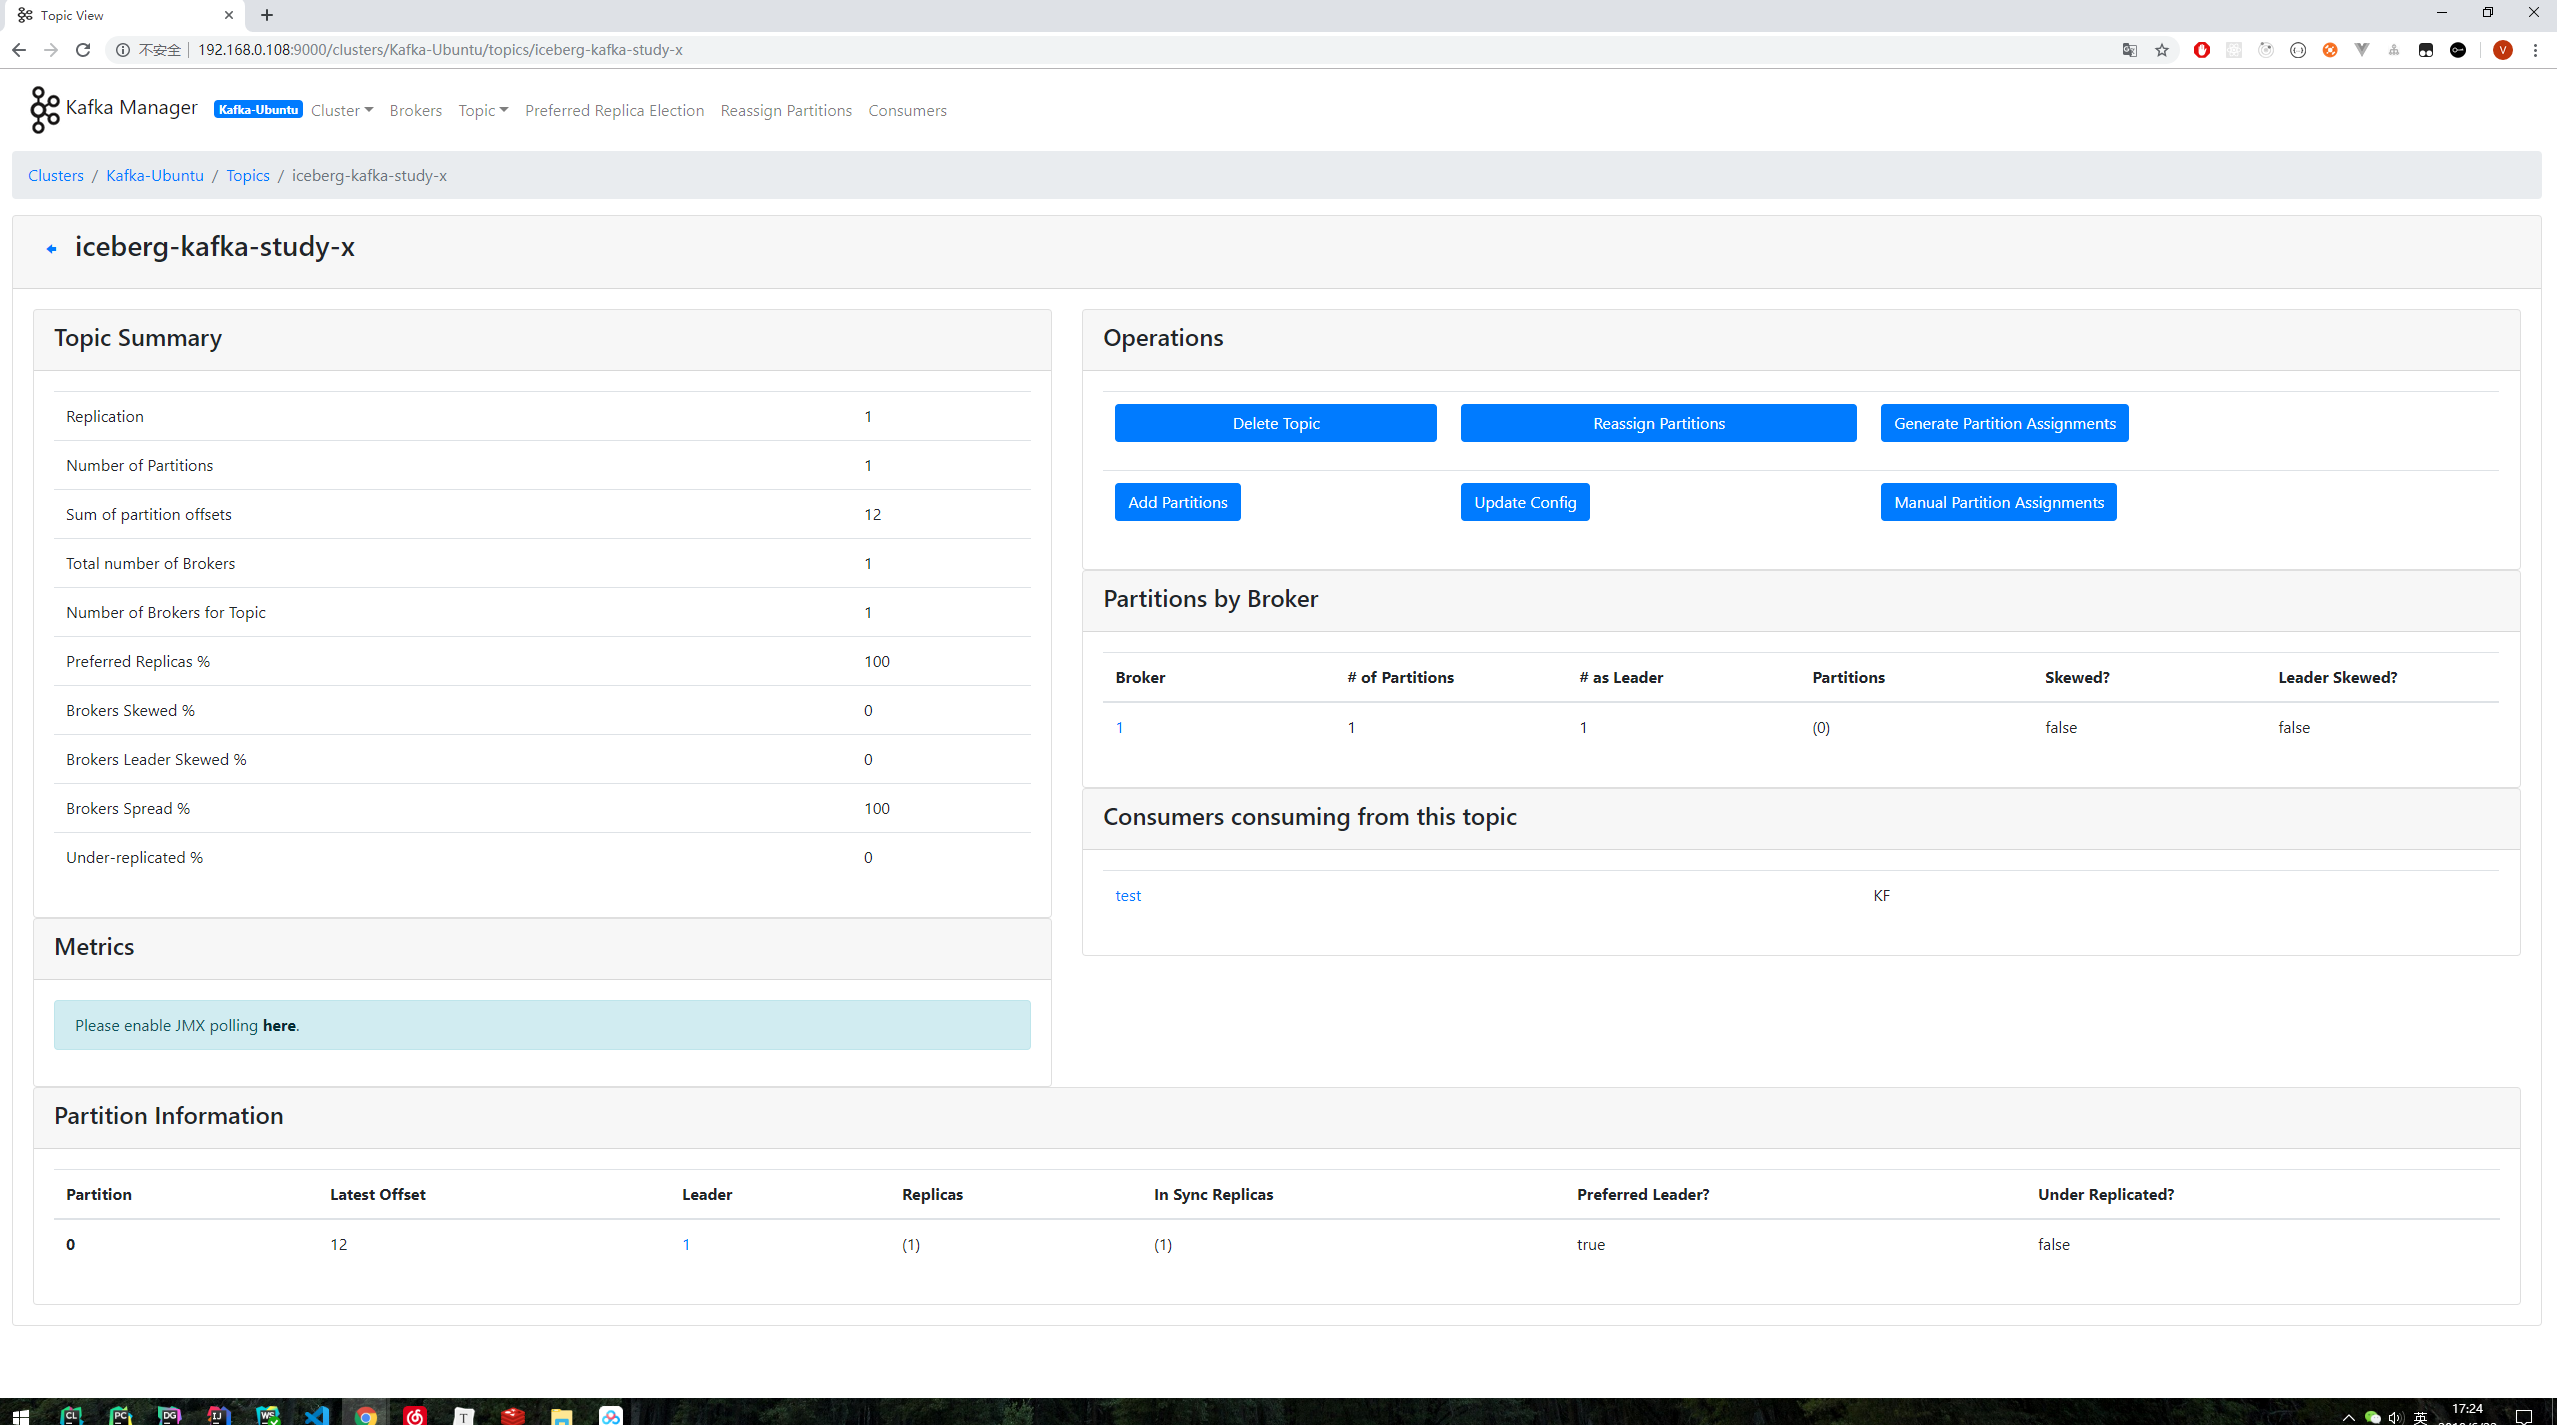 Topic View
不安全 192.168.0.108:9000/clusters/Kafka-Ubuntu/topics/iceberg-kafka-study-x
V
Kafka Manager Kafka-Ubuntu Cluster Brokers Topic Preferred Replica Election Reassign Partitions Consumers
Clusters / Kafka-Ubuntu / Topics / iceberg-kafka-study-x
iceberg-kafka-study-x
Topic Summary
Replication 1
Number of Partitions 1
Sum of partition offsets 12
Total number of Brokers 1
Number of Brokers for Topic 1
Preferred Replicas % 100
Brokers Skewed % 0
Brokers Leader Skewed % 0
Brokers Spread % 100
Under-replicated % 0
Metrics
Please enable JMX polling here.
Operations
Delete Topic Reassign Partitions Generate Partition Assignments
Add Partitions Update Config Manual Partition Assignments
Partitions by Broker
Broker # of Partitions # as Leader Partitions Skewed? Leader Skewed?
1 1 1 (0) false false
Consumers consuming from this topic
test KF
Partition Information
Partition Latest Offset Leader Replicas In Sync Replicas Preferred Leader? Under Replicated?
0 12 1 (1) (1) true false
CL PC DG IJ WS T 英 17:24